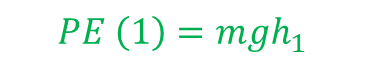 PE (1) = mgh₁